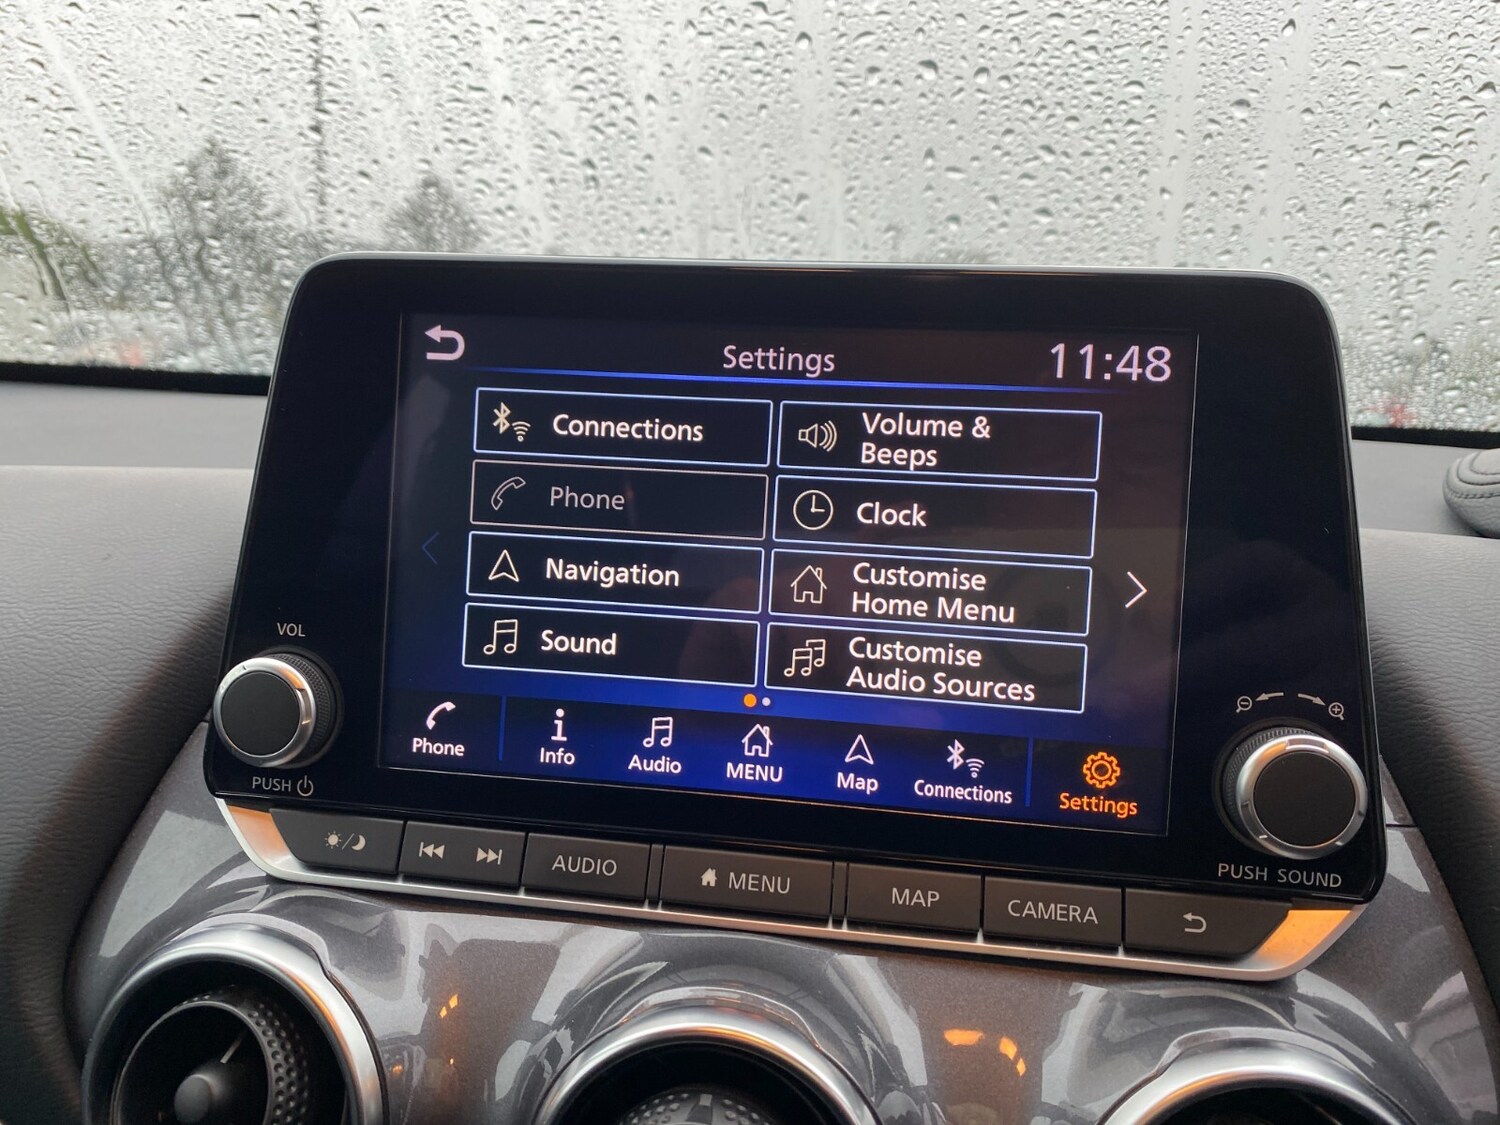 Settings
11:48
Connections
Volume &
Beeps
Phone
Clock
Navigation
Customise
Home Menu
Sound
Customise
Audio Sources
Phone
Info
Audio
MENU
Map
Connections
Settings
VOL
PUSH
PUSH SOUND
AUDIO
MENU
MAP
CAMERA